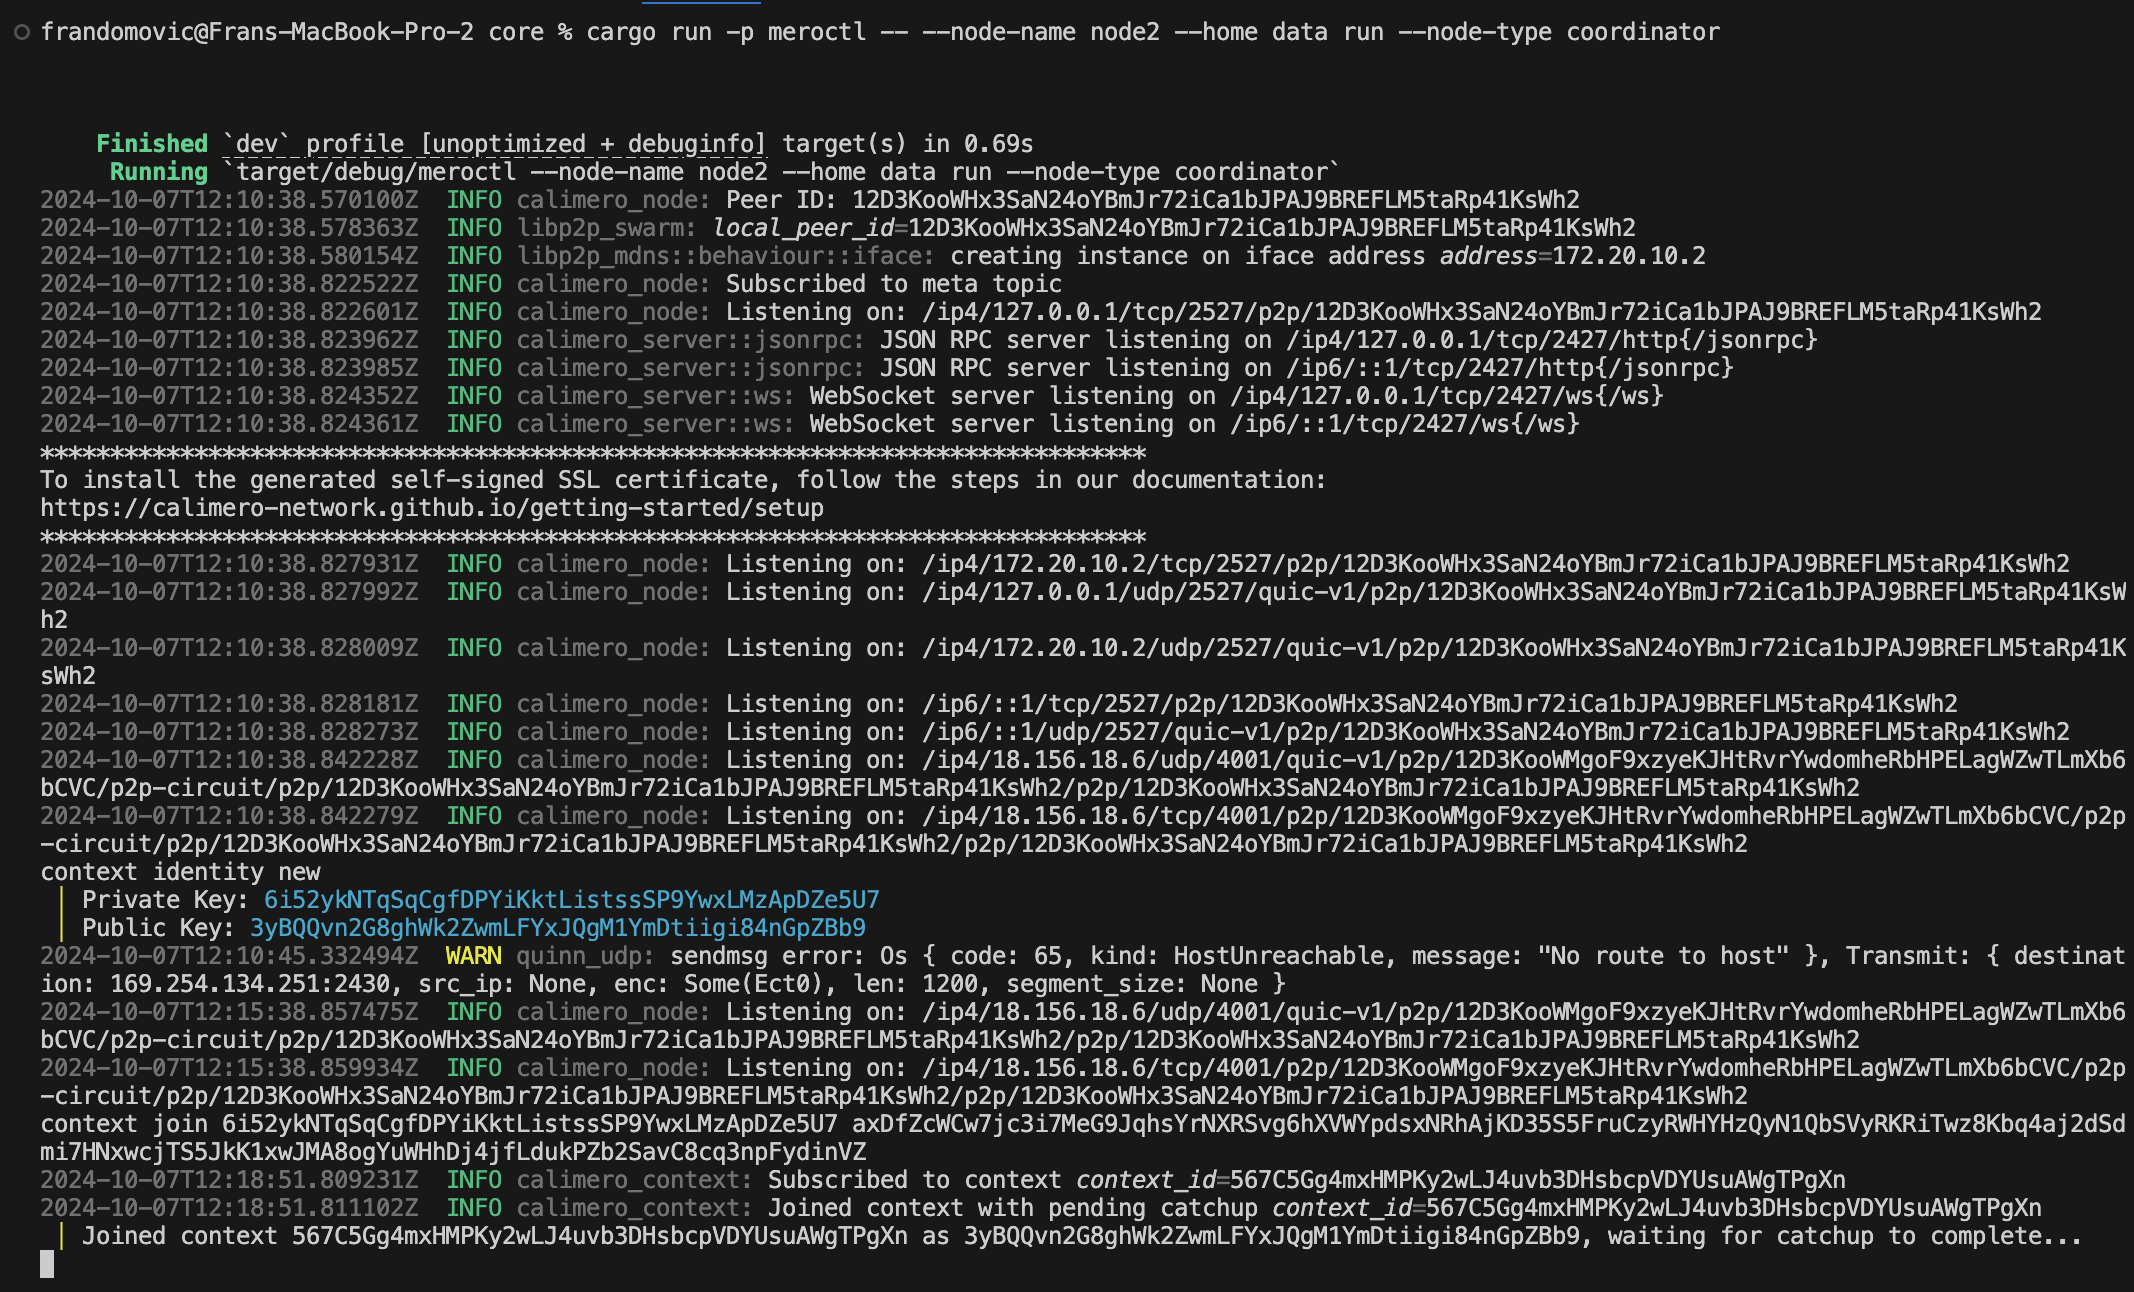 frandomovic@Frans-MacBook-Pro-2 core % cargo run -p meroctl -- --node-name node2 --home data run --node-type coordinator
Finished `dev` profile [unoptimized + debuginfo] target(s) in 0.69s
Running `target/debug/meroctl --node-name node2 --home data run --node-type coordinator`
2024-10-07T12:10:38.570100Z INFO calimero_node: Peer ID: 12D3KooWHx3SaN24oYBmJr72iCa1bJPAJ9BREFLM5taRp41KsWh2
2024-10-07T12:10:38.578363Z INFO libp2p_swarm: local_peer_id=12D3KooWHx3SaN24oYBmJr72iCa1bJPAJ9BREFLM5taRp41KsWh2
2024-10-07T12:10:38.580154Z INFO libp2p_mdns::behaviour::iface: creating instance on iface address address=172.20.10.2
2024-10-07T12:10:38.822522Z INFO calimero_node: Subscribed to meta topic
2024-10-07T12:10:38.822601Z INFO calimero_node: Listening on: /ip4/127.0.0.1/tcp/2527/p2p/12D3KooWHx3SaN24oYBmJr72iCa1bJPAJ9BREFLM5taRp41KsWh2
2024-10-07T12:10:38.823962Z INFO calimero_server::jsonrpc: JSON RPC server listening on /ip4/127.0.0.1/tcp/2427/http{/jsonrpc}
2024-10-07T12:10:38.823985Z INFO calimero_server::jsonrpc: JSON RPC server listening on /ip6/::1/tcp/2427/http{/jsonrpc}
2024-10-07T12:10:38.824352Z INFO calimero_server::ws: WebSocket server listening on /ip4/127.0.0.1/tcp/2427/ws{/ws}
2024-10-07T12:10:38.824361Z INFO calimero_server::ws: WebSocket server listening on /ip6/::1/tcp/2427/ws{/ws}
*******************************************************************************
To install the generated self-signed SSL certificate, follow the steps in our documentation:
https://calimero-network.github.io/getting-started/setup
*******************************************************************************
2024-10-07T12:10:38.827931Z INFO calimero_node: Listening on: /ip4/172.20.10.2/tcp/2527/p2p/12D3KooWHx3SaN24oYBmJr72iCa1bJPAJ9BREFLM5taRp41KsWh2
2024-10-07T12:10:38.827992Z INFO calimero_node: Listening on: /ip4/127.0.0.1/udp/2527/quic-v1/p2p/12D3KooWHx3SaN24oYBmJr72iCa1bJPAJ9BREFLM5taRp41KsW
h2
2024-10-07T12:10:38.828009Z INFO calimero_node: Listening on: /ip4/172.20.10.2/udp/2527/quic-v1/p2p/12D3KooWHx3SaN24oYBmJr72iCa1bJPAJ9BREFLM5taRp41K
sWh2
2024-10-07T12:10:38.828181Z INFO calimero_node: Listening on: /ip6/::1/tcp/2527/p2p/12D3KooWHx3SaN24oYBmJr72iCa1bJPAJ9BREFLM5taRp41KsWh2
2024-10-07T12:10:38.828273Z INFO calimero_node: Listening on: /ip6/::1/udp/2527/quic-v1/p2p/12D3KooWHx3SaN24oYBmJr72iCa1bJPAJ9BREFLM5taRp41KsWh2
2024-10-07T12:10:38.842228Z INFO calimero_node: Listening on: /ip4/18.156.18.6/udp/4001/quic-v1/p2p/12D3KooWMgoF9xzyeKJHtRvrYwdomheRbHPELagWZwTLmXb6
bCVC/p2p-circuit/p2p/12D3KooWHx3SaN24oYBmJr72iCa1bJPAJ9BREFLM5taRp41KsWh2/p2p/12D3KooWHx3SaN24oYBmJr72iCa1bJPAJ9BREFLM5taRp41KsWh2
2024-10-07T12:10:38.842279Z INFO calimero_node: Listening on: /ip4/18.156.18.6/tcp/4001/p2p/12D3KooWMgoF9xzyeKJHtRvrYwdomheRbHPELagWZwTLmXb6bCVC/p2p
-circuit/p2p/12D3KooWHx3SaN24oYBmJr72iCa1bJPAJ9BREFLM5taRp41KsWh2/p2p/12D3KooWHx3SaN24oYBmJr72iCa1bJPAJ9BREFLM5taRp41KsWh2
context identity new
Private Key: 6i52ykNTqSqCgfDPYiKktListssSP9YwxLMzApDZe5U7
Public Key: 3yBQQvn2G8ghWk2ZwmLFYxJQgM1YmDtiigi84nGpZBb9
2024-10-07T12:10:45.332494Z WARN quinn_udp: sendmsg error: Os { code: 65, kind: HostUnreachable, message: "No route to host" }, Transmit: { destinat
ion: 169.254.134.251:2430, src_ip: None, enc: Some(Ect0), len: 1200, segment_size: None }
2024-10-07T12:15:38.857475Z INFO calimero_node: Listening on: /ip4/18.156.18.6/udp/4001/quic-v1/p2p/12D3KooWMgoF9xzyeKJHtRvrYwdomheRbHPELagWZwTLmXb6
bCVC/p2p-circuit/p2p/12D3KooWHx3SaN24oYBmJr72iCa1bJPAJ9BREFLM5taRp41KsWh2/p2p/12D3KooWHx3SaN24oYBmJr72iCa1bJPAJ9BREFLM5taRp41KsWh2
2024-10-07T12:15:38.859934Z INFO calimero_node: Listening on: /ip4/18.156.18.6/tcp/4001/p2p/12D3KooWMgoF9xzyeKJHtRvrYwdomheRbHPELagWZwTLmXb6bCVC/p2p
-circuit/p2p/12D3KooWHx3SaN24oYBmJr72iCa1bJPAJ9BREFLM5taRp41KsWh2/p2p/12D3KooWHx3SaN24oYBmJr72iCa1bJPAJ9BREFLM5taRp41KsWh2
context join 6i52ykNTqSqCgfDPYiKktListssSP9YwxLMzApDZe5U7 axDfZcWCw7jc3i7MeG9JqhsYrNXRSvg6hXVWYpdsxNRhAjKD35S5FruCzyRWHYHzQyN1QbSVyRKRiTwz8Kbq4aj2dSd
mi7HNxwcjTS5JkK1xwJMA8ogYuWHhDj4jfLdukPZb2SavC8cq3npFydinVZ
2024-10-07T12:18:51.809231Z INFO calimero_context: Subscribed to context context_id=567C5Gg4mxHMPKy2wLJ4uvb3DHsbcpVDYUsuAWgTPgXn
2024-10-07T12:18:51.811102Z INFO calimero_context: Joined context with pending catchup context_id=567C5Gg4mxHMPKy2wLJ4uvb3DHsbcpVDYUsuAWgTPgXn
Joined context 567C5Gg4mxHMPKy2wLJ4uvb3DHsbcpVDYUsuAWgTPgXn as 3yBQQvn2G8ghWk2ZwmLFYxJQgM1YmDtiigi84nGpZBb9, waiting for catchup to complete...